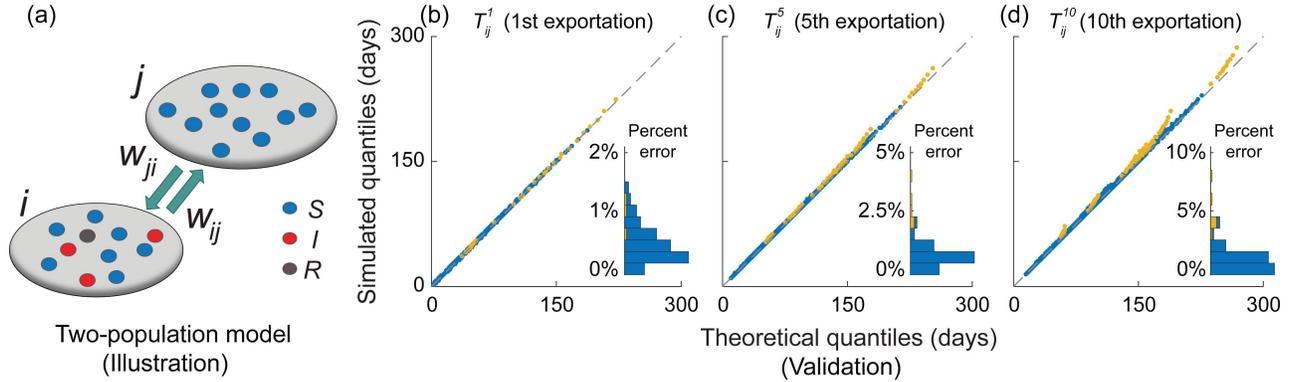 (a)
j
w_ji
i
w_ij
S
I
R
Two-population model
(Illustration)
Simulated quantiles (days)
(b)
T_ij^1 (1st exportation)
300
150
0
0 150 300
Percent
error
2%
1%
0%
(c)
T_ij^5 (5th exportation)
0 150 300
Percent
error
5%
2.5%
0%
(d)
T_ij^10 (10th exportation)
0 150 300
Percent
error
10%
5%
0%
Theoretical quantiles (days)
(Validation)